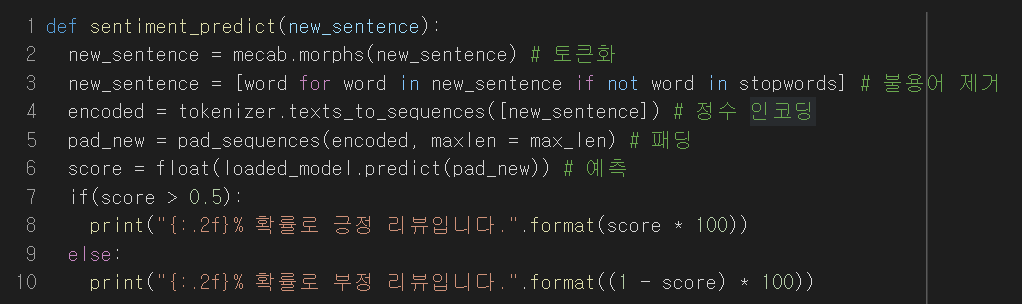 1 def sentiment_predict(new_sentence):
2 new_sentence = mecab.morphs(new_sentence) # 토큰화
3 new_sentence = [word for word in new_sentence if not word in stopwords] # 불용어 제거
4 encoded = tokenizer.texts_to_sequences([new_sentence]) # 정수 인코딩
5 pad_new = pad_sequences(encoded, maxlen = max_len) # 패딩
6 score = float(loaded_model.predict(pad_new)) # 예측
7 if(score > 0.5):
8 print("{:.2f}% 확률로 긍정 리뷰입니다.".format(score * 100))
9 else:
10 print("{:.2f}% 확률로 부정 리뷰입니다.".format((1 - score) * 100))